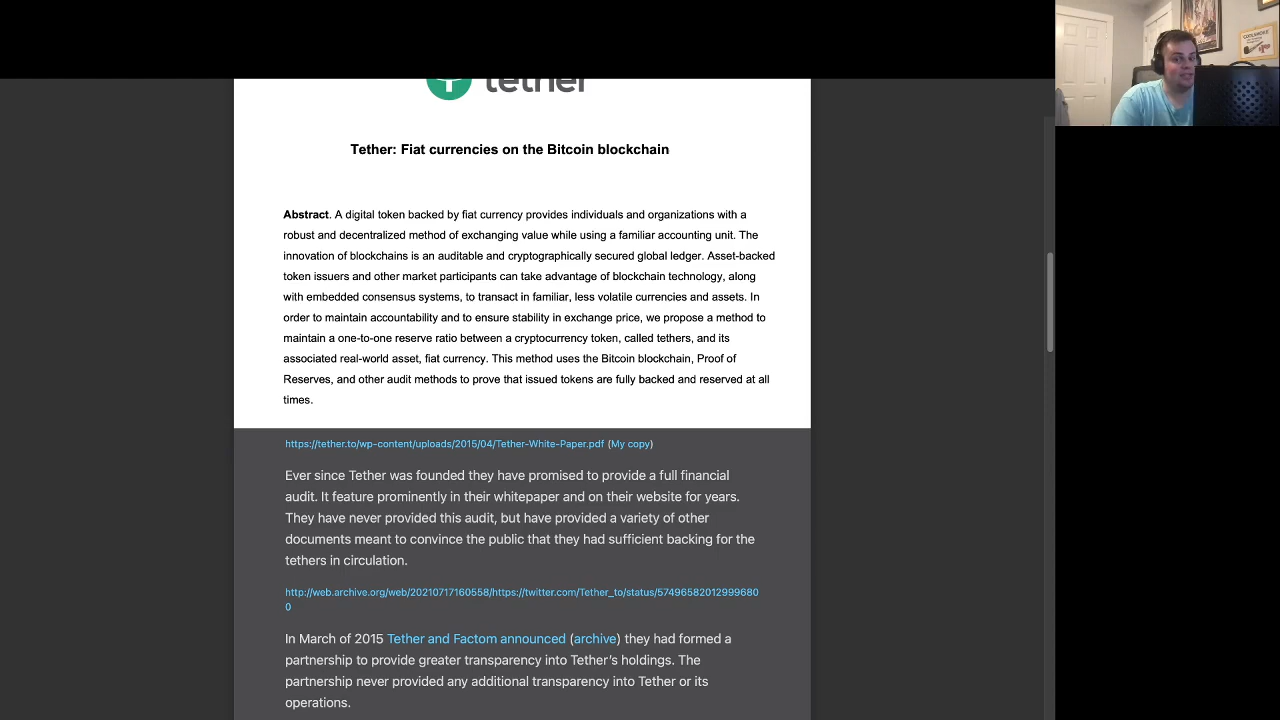 tether
Tether: Fiat currencies on the Bitcoin blockchain
Abstract. A digital token backed by fiat currency provides individuals and organizations with a
robust and decentralized method of exchanging value while using a familiar accounting unit. The
innovation of blockchains is an auditable and cryptographically secured global ledger. Asset-backed
token issuers and other market participants can take advantage of blockchain technology, along
with embedded consensus systems, to transact in familiar, less volatile currencies and assets. In
order to maintain accountability and to ensure stability in exchange price, we propose a method to
maintain a one-to-one reserve ratio between a cryptocurrency token, called tethers, and its
associated real-world asset, fiat currency. This method uses the Bitcoin blockchain, Proof of
Reserves, and other audit methods to prove that issued tokens are fully backed and reserved at all
times.
https://tether.to/wp-content/uploads/2015/04/Tether-White-Paper.pdf (My copy)
Ever since Tether was founded they have promised to provide a full financial
audit. It feature prominently in their whitepaper and on their website for years.
They have never provided this audit, but have provided a variety of other
documents meant to convince the public that they had sufficient backing for the
tethers in circulation.
http://web.archive.org/web/20210717160558/https://twitter.com/Tether_to/status/57496582012999680
0
In March of 2015 Tether and Factom announced (archive) they had formed a
partnership to provide greater transparency into Tether's holdings. The
partnership never provided any additional transparency into Tether or its
operations.